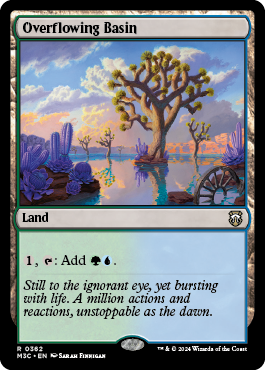 Overflowing Basin
Land
1, T: Add.
Still to the ignorant eye, yet bursting
with life. A million actions and
reactions, unstoppable as the dawn.
R 0362
M3C • EN SARAH FINNIGAN
™ & © 2024 Wizards of the Coast